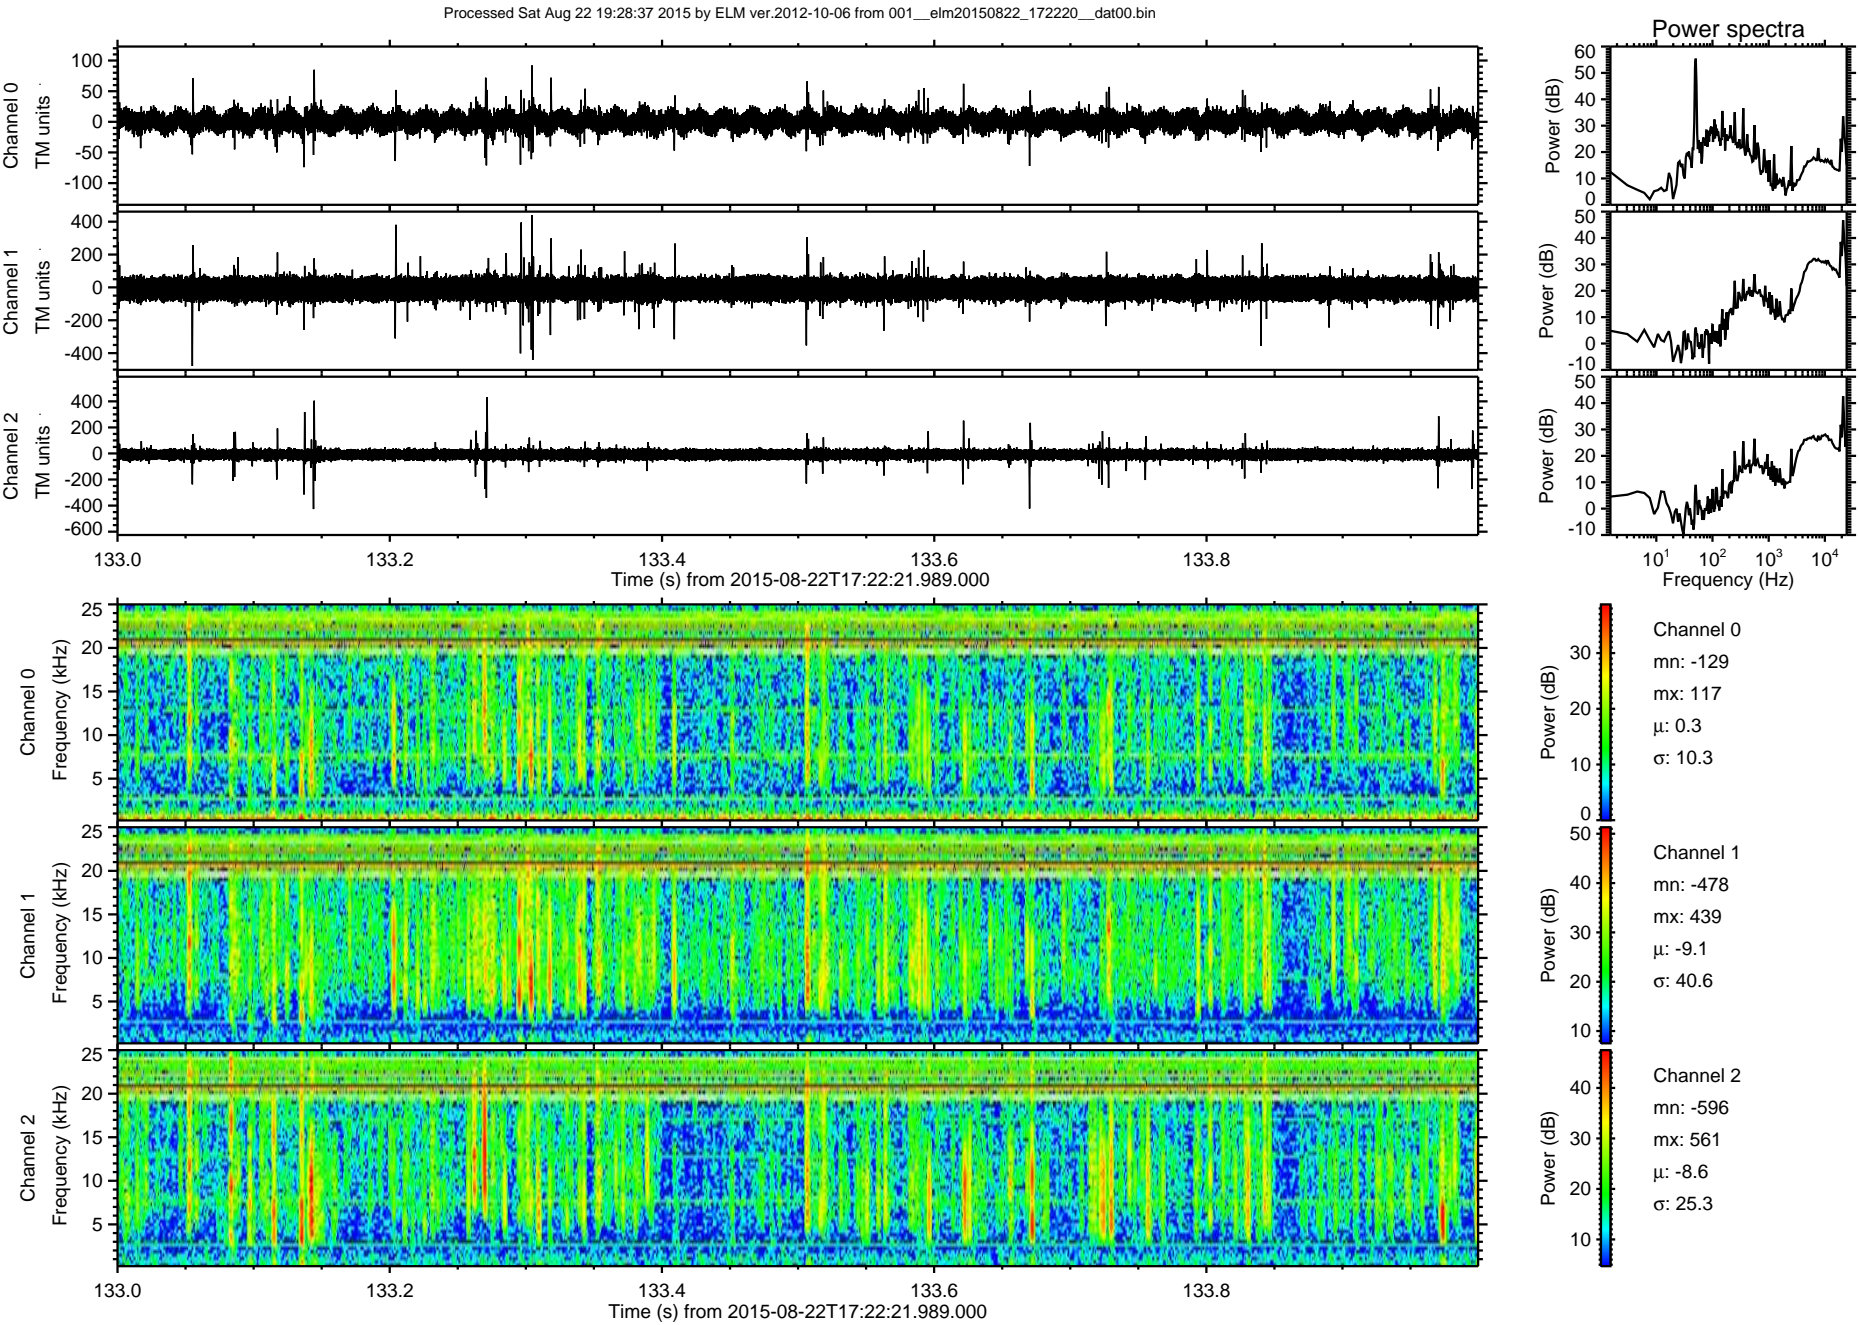 Processed Sat Aug 22 19:28:37 2015 by ELM ver.2012-10-06 from 001__elm20150822_172220__dat00.bin
Power spectra
Channel 0
TM units
100
50
0
-50
-100
Power (dB)
60
50
40
30
20
10
0
Channel 1
TM units
400
200
0
-200
-400
Power (dB)
50
40
30
20
10
0
-10
Channel 2
TM units
400
200
0
-200
-400
-600
Power (dB)
50
40
30
20
10
0
-10
133.0 133.2 133.4 133.6 133.8
Time (s) from 2015-08-22T17:22:21.989.000
10¹ 10² 10³ 10⁴
Frequency (Hz)
Channel 0
Frequency (kHz)
25
20
15
10
5
Power (dB)
30
20
10
0
Channel 0
mn: -129
mx: 117
μ: 0.3
σ: 10.3
Channel 1
Frequency (kHz)
25
20
15
10
5
Power (dB)
50
40
30
20
10
Channel 1
mn: -478
mx: 439
μ: -9.1
σ: 40.6
Channel 2
Frequency (kHz)
25
20
15
10
5
Power (dB)
40
30
20
10
Channel 2
mn: -596
mx: 561
μ: -8.6
σ: 25.3
133.0 133.2 133.4 133.6 133.8
Time (s) from 2015-08-22T17:22:21.989.000